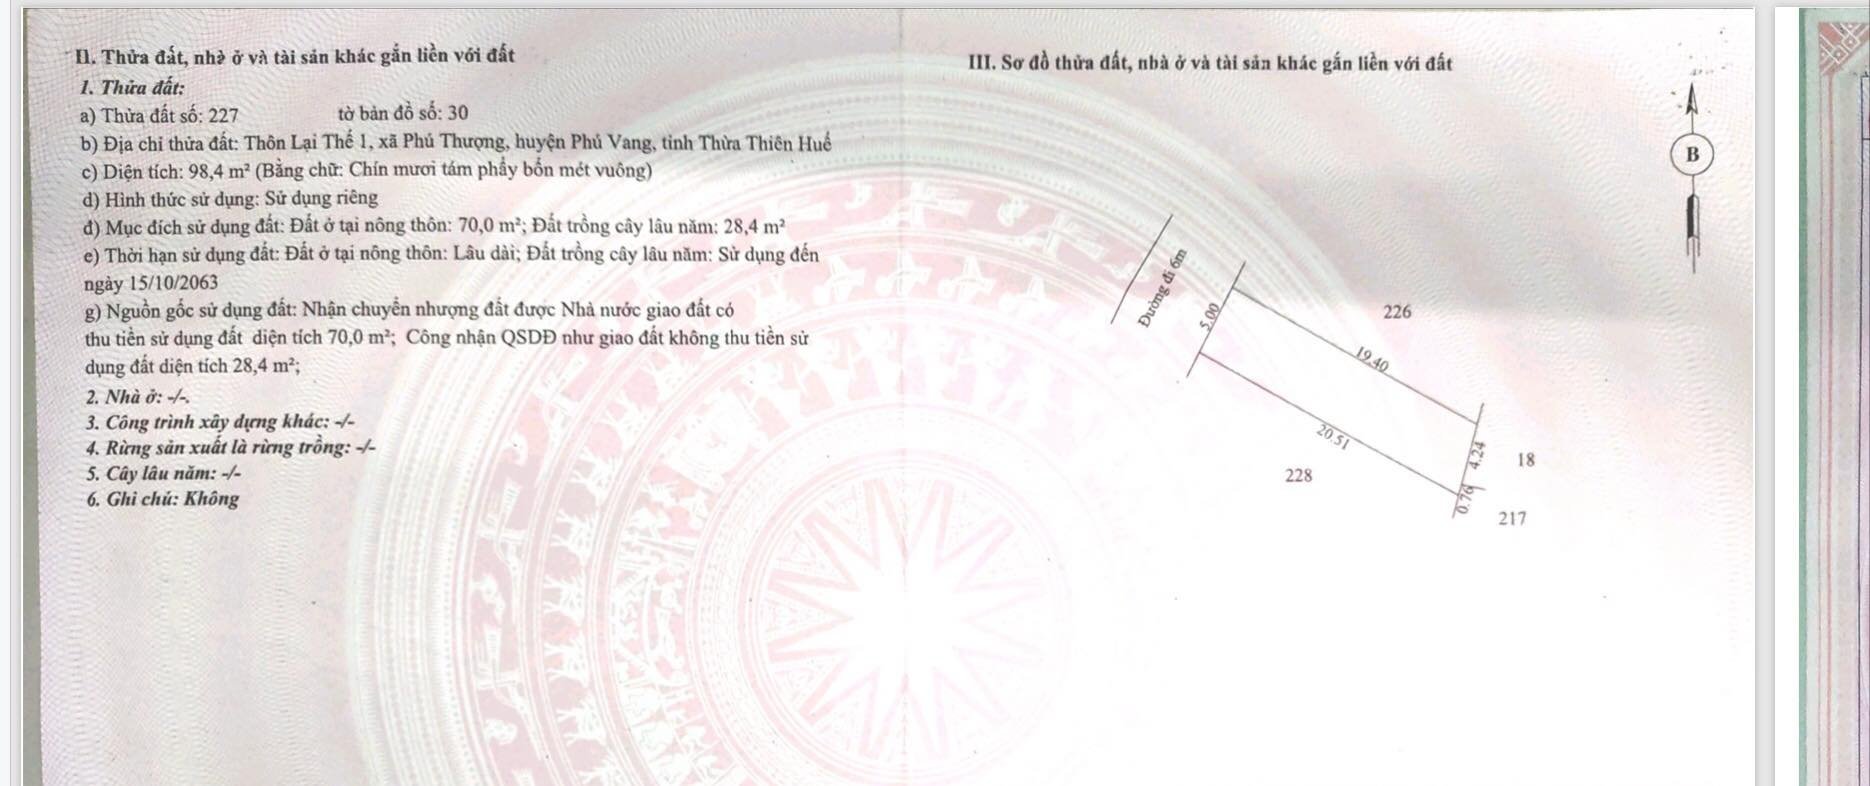 II. Thửa đất, nhà ở và tài sản khác gắn liền với đất
1. Thửa đất:
a) Thửa đất số: 227 tờ bản đồ số: 30
b) Địa chỉ thửa đất: Thôn Lại Thế 1, xã Phú Thượng, huyện Phú Vang, tỉnh Thừa Thiên Huế
c) Diện tích: 98,4 m² (Bằng chữ: Chín mươi tám phẩy bốn mét vuông)
d) Hình thức sử dụng: Sử dụng riêng
đ) Mục đích sử dụng đất: Đất ở tại nông thôn: 70,0 m²; Đất trồng cây lâu năm: 28,4 m²
e) Thời hạn sử dụng đất: Đất ở tại nông thôn: Lâu dài; Đất trồng cây lâu năm: Sử dụng đến
ngày 15/10/2063
g) Nguồn gốc sử dụng đất: Nhận chuyển nhượng đất được Nhà nước giao đất có
thu tiền sử dụng đất diện tích 70,0 m²; Công nhận QSDĐ như giao đất không thu tiền sử
dụng đất diện tích 28,4 m²;
2. Nhà ở: -/-.
3. Công trình xây dựng khác: -/-
4. Rừng sản xuất là rừng trồng: -/-
5. Cây lâu năm: -/-
6. Ghi chú: Không
III. Sơ đồ thửa đất, nhà ở và tài sản khác gắn liền với đất
B
Đường đi 6m
5.00
226
19.40
20.51
4.24
18
228
0.76
217